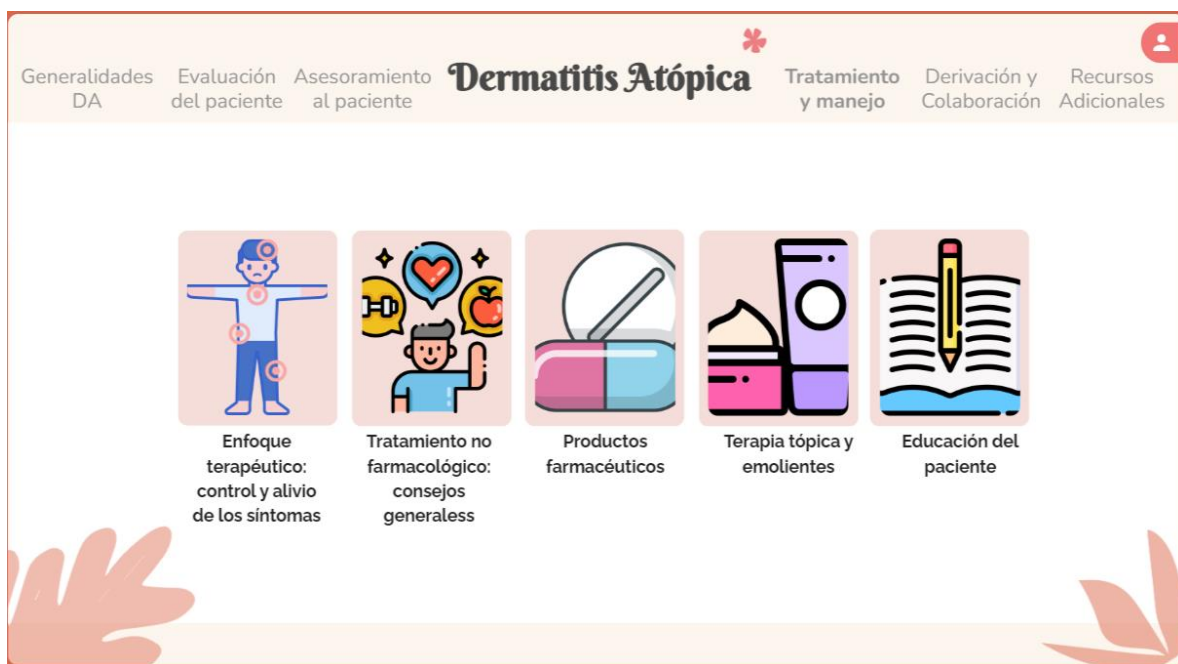 Generalidades
DA
Evaluación
del paciente
Asesoramiento
al paciente
Dermatitis Atópica
Tratamiento
y manejo
Derivación y
Colaboración
Recursos
Adicionales
Enfoque
terapéutico:
control y alivio
de los síntomas
Tratamiento no
farmacológico:
consejos
generaless
Productos
farmacéuticos
Terapia tópica y
emolientes
Educación del
paciente